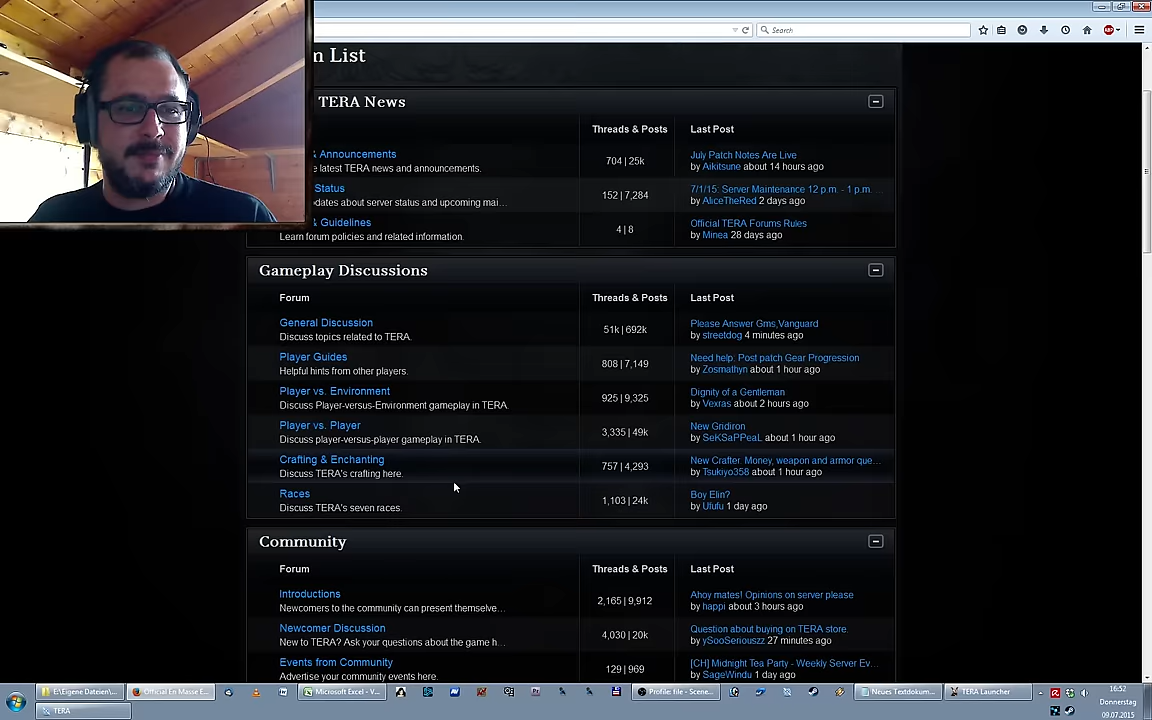 Search
n List
TERA News
Threads & Posts
Last Post
& Announcements
e latest TERA news and announcements.
704 | 25k
July Patch Notes Are Live
by Aikitsune about 14 hours ago
Status
dates about server status and upcoming mai…
152 | 7,284
7/1/15: Server Maintenance 12 p.m. - 1 p.m. …
by AliceTheRed 2 days ago
& Guidelines
Learn forum policies and related information.
4 | 8
Official TERA Forums Rules
by Minea 28 days ago
Gameplay Discussions
Forum
Threads & Posts
Last Post
General Discussion
Discuss topics related to TERA.
51k | 692k
Please Answer Gms,Vanguard
by streetdog 4 minutes ago
Player Guides
Helpful hints from other players.
808 | 7,149
Need help: Post patch Gear Progression
by Zosmathyn about 1 hour ago
Player vs. Environment
Discuss Player-versus-Environment gameplay in TERA.
925 | 9,325
Dignity of a Gentleman
by Vexras about 2 hours ago
Player vs. Player
Discuss player-versus-player gameplay in TERA.
3,335 | 49k
New Gridiron
by SeKSaPPeaL about 1 hour ago
Crafting & Enchanting
Discuss TERA's crafting here.
757 | 4,293
New Crafter. Money, weapon and armor que…
by Tsukiyo358 about 1 hour ago
Races
Discuss TERA's seven races.
1,103 | 24k
Boy Elin?
by Ufufu 1 day ago
Community
Forum
Threads & Posts
Last Post
Introductions
Newcomers to the community can present themselve…
2,165 | 9,912
Ahoy mates! Opinions on server please
by happi about 3 hours ago
Newcomer Discussion
New to TERA? Ask your questions about the game h…
4,030 | 20k
Question about buying on TERA store.
by ySooSeriouszz 27 minutes ago
Events from Community
Advertise your community events here.
129 | 969
[CH] Midnight Tea Party - Weekly Server Ev…
by SageWindu 1 day ago
E:\Eigene Dateien\...
Official En Masse E...
Microsoft Excel - V...
Profile: file - Scene...
Neues Textdokum...
TERA Launcher
16:52
Donnerstag
09.07.2015
TERA